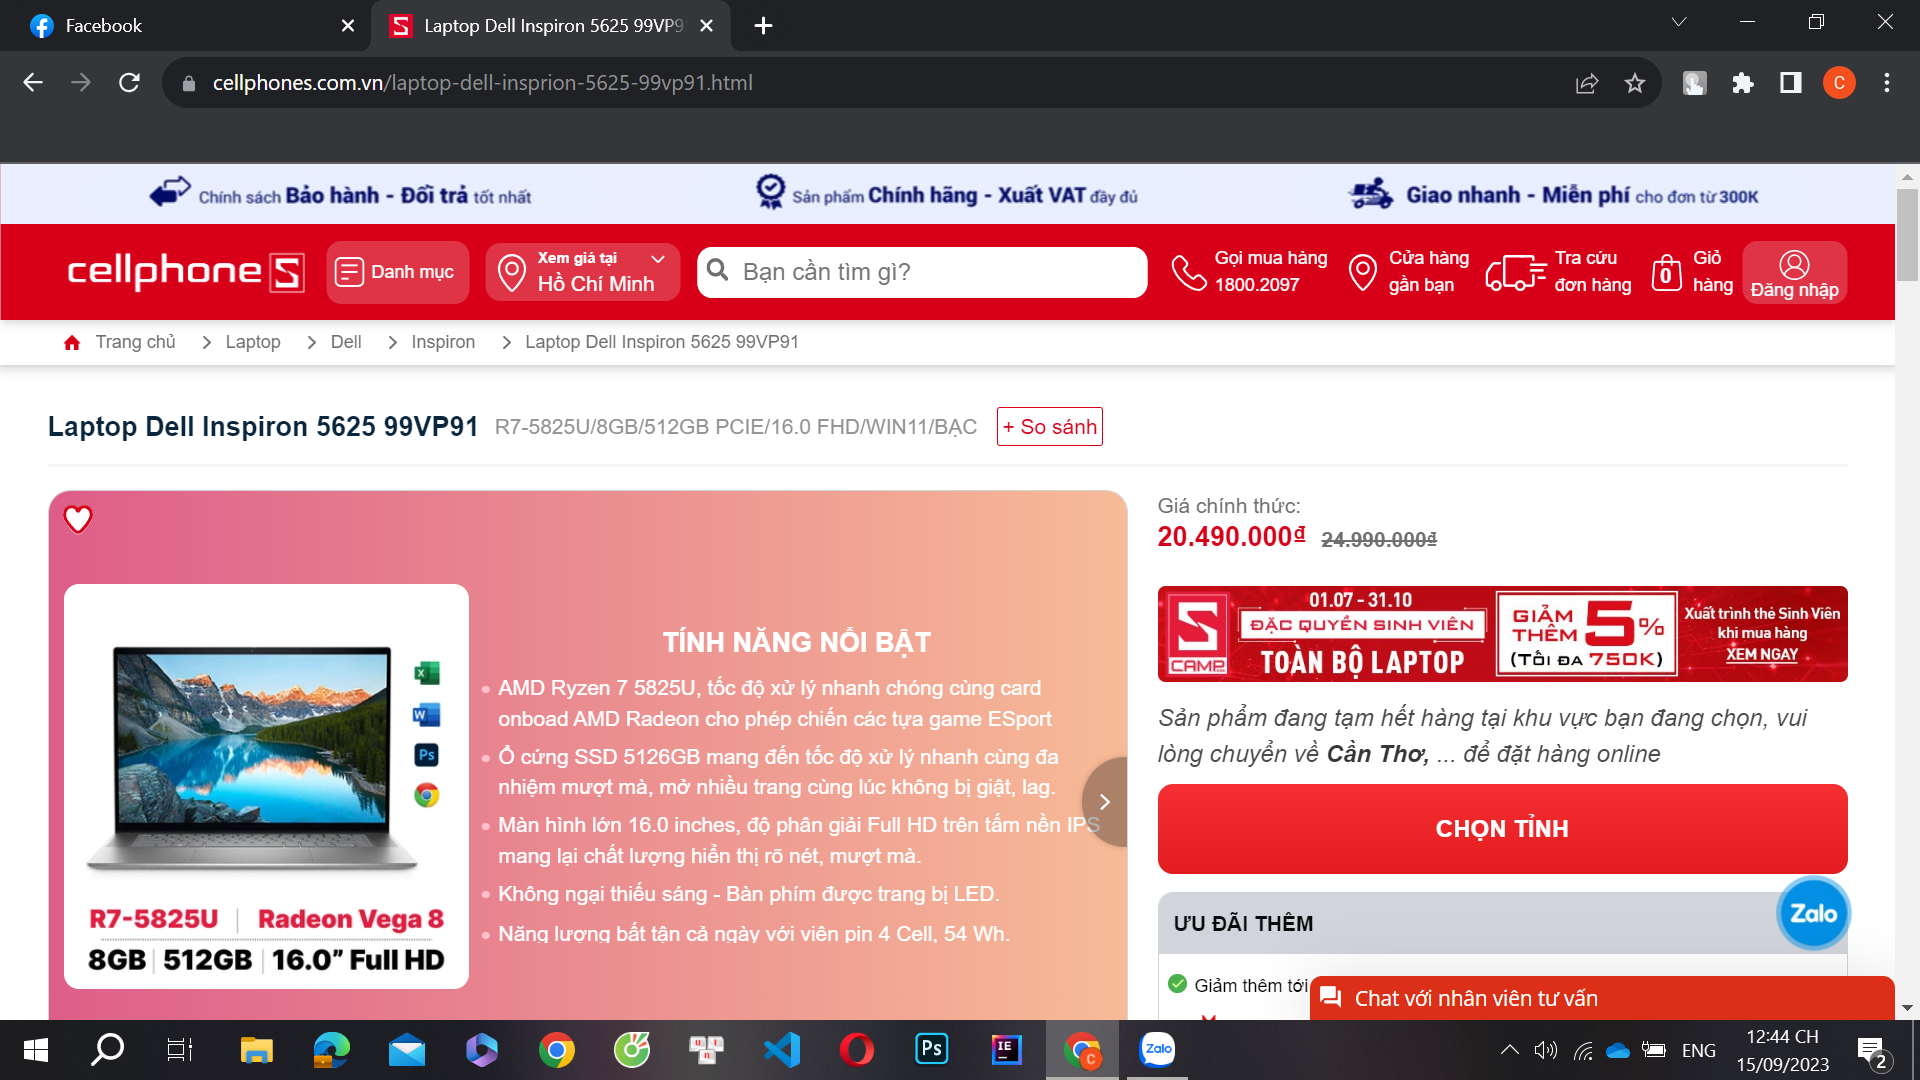 Facebook
Laptop Dell Inspiron 5625 99VP9
cellphones.com.vn/laptop-dell-insprion-5625-99vp91.html
C
Chính sách Bảo hành - Đổi trả tốt nhất
Sản phẩm Chính hãng - Xuất VAT đầy đủ
Giao nhanh - Miễn phí cho đơn từ 300K
cellphoneS
Danh mục
Xem giá tại
Hồ Chí Minh
Bạn cần tìm gì?
Gọi mua hàng
1800.2097
Cửa hàng
gần bạn
Tra cứu
đơn hàng
0
Giỏ
hàng
Đăng nhập
Trang chủ
Laptop
Dell
Inspiron
Laptop Dell Inspiron 5625 99VP91
Laptop Dell Inspiron 5625 99VP91
R7-5825U/8GB/512GB PCIE/16.0 FHD/WIN11/BẠC
+ So sánh
TÍNH NĂNG NỔI BẬT
AMD Ryzen 7 5825U, tốc độ xử lý nhanh chóng cùng card
onboad AMD Radeon cho phép chiến các tựa game ESport
Ổ cứng SSD 5126GB mang đến tốc độ xử lý nhanh cùng đa
nhiệm mượt mà, mở nhiều trang cùng lúc không bị giật, lag.
Màn hình lớn 16.0 inches, độ phân giải Full HD trên tấm nền IPS
mang lại chất lượng hiển thị rõ nét, mượt mà.
Không ngại thiếu sáng - Bàn phím được trang bị LED.
Năng lượng bất tận cả ngày với viên pin 4 Cell, 54 Wh.
Ps
R7-5825U | Radeon Vega 8
8GB | 512GB | 16.0” Full HD
Giá chính thức:
20.490.000₫ 24.990.000₫
S CAMP
01.07 - 31.10
ĐẶC QUYỀN SINH VIÊN
TOÀN BỘ LAPTOP
GIẢM THÊM 5%
(TỐI ĐA 750K)
Xuất trình thẻ Sinh Viên
khi mua hàng
XEM NGAY
Sản phẩm đang tạm hết hàng tại khu vực bạn đang chọn, vui
lòng chuyển về Cần Thơ, ... để đặt hàng online
CHỌN TỈNH
ƯU ĐÃI THÊM
Zalo
Giảm thêm tới
Chat với nhân viên tư vấn
Ps
IE
C
Zalo
ENG
12:44 CH
15/09/2023
2